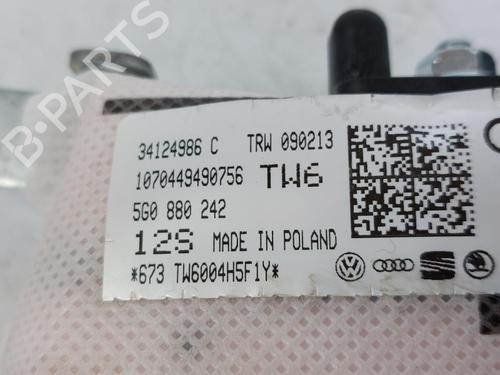 34124986 C TRW 090213
1070449490756 TW6
5G0 880 242
12S MADE IN POLAND
*673 TW6004H5F1Y*
B-PARTS